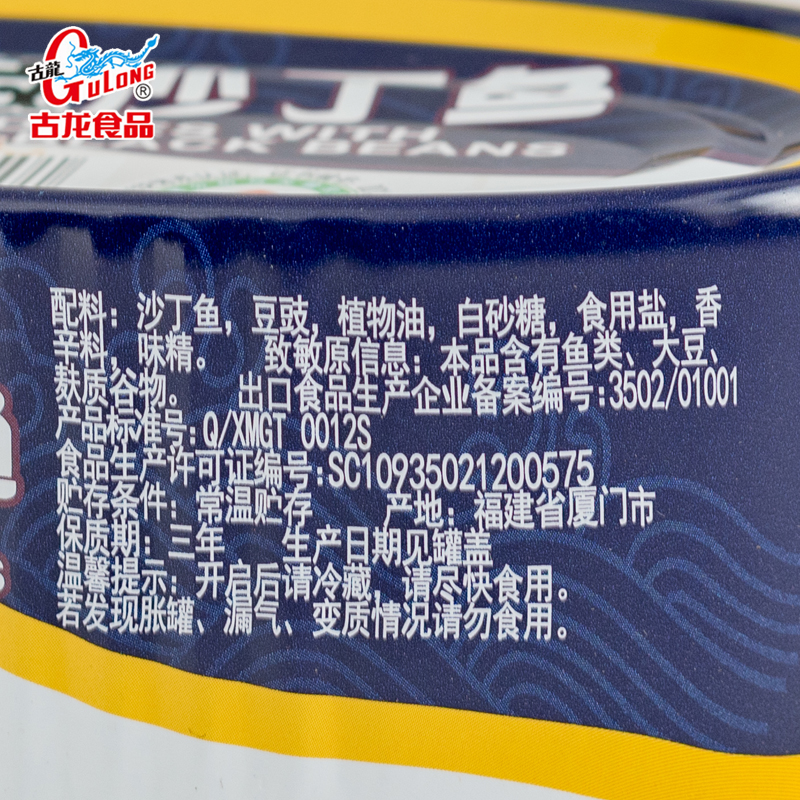 古龍
GULONG®
古龙食品
沙丁鱼
S WITH
ACK BEANS
配料：沙丁鱼，豆豉，植物油，白砂糖，食用盐，香
辛料，味精。 致敏原信息：本品含有鱼类、大豆、
麸质谷物。 出口食品生产企业备案编号:3502/01001
产品标准号:Q/XMGT 0012S
食品生产许可证编号:SC10935021200575
贮存条件：常温贮存 产地：福建省厦门市
保质期：三年 生产日期见罐盖
温馨提示：开启后请冷藏，请尽快食用。
若发现胀罐、漏气、变质情况请勿食用。